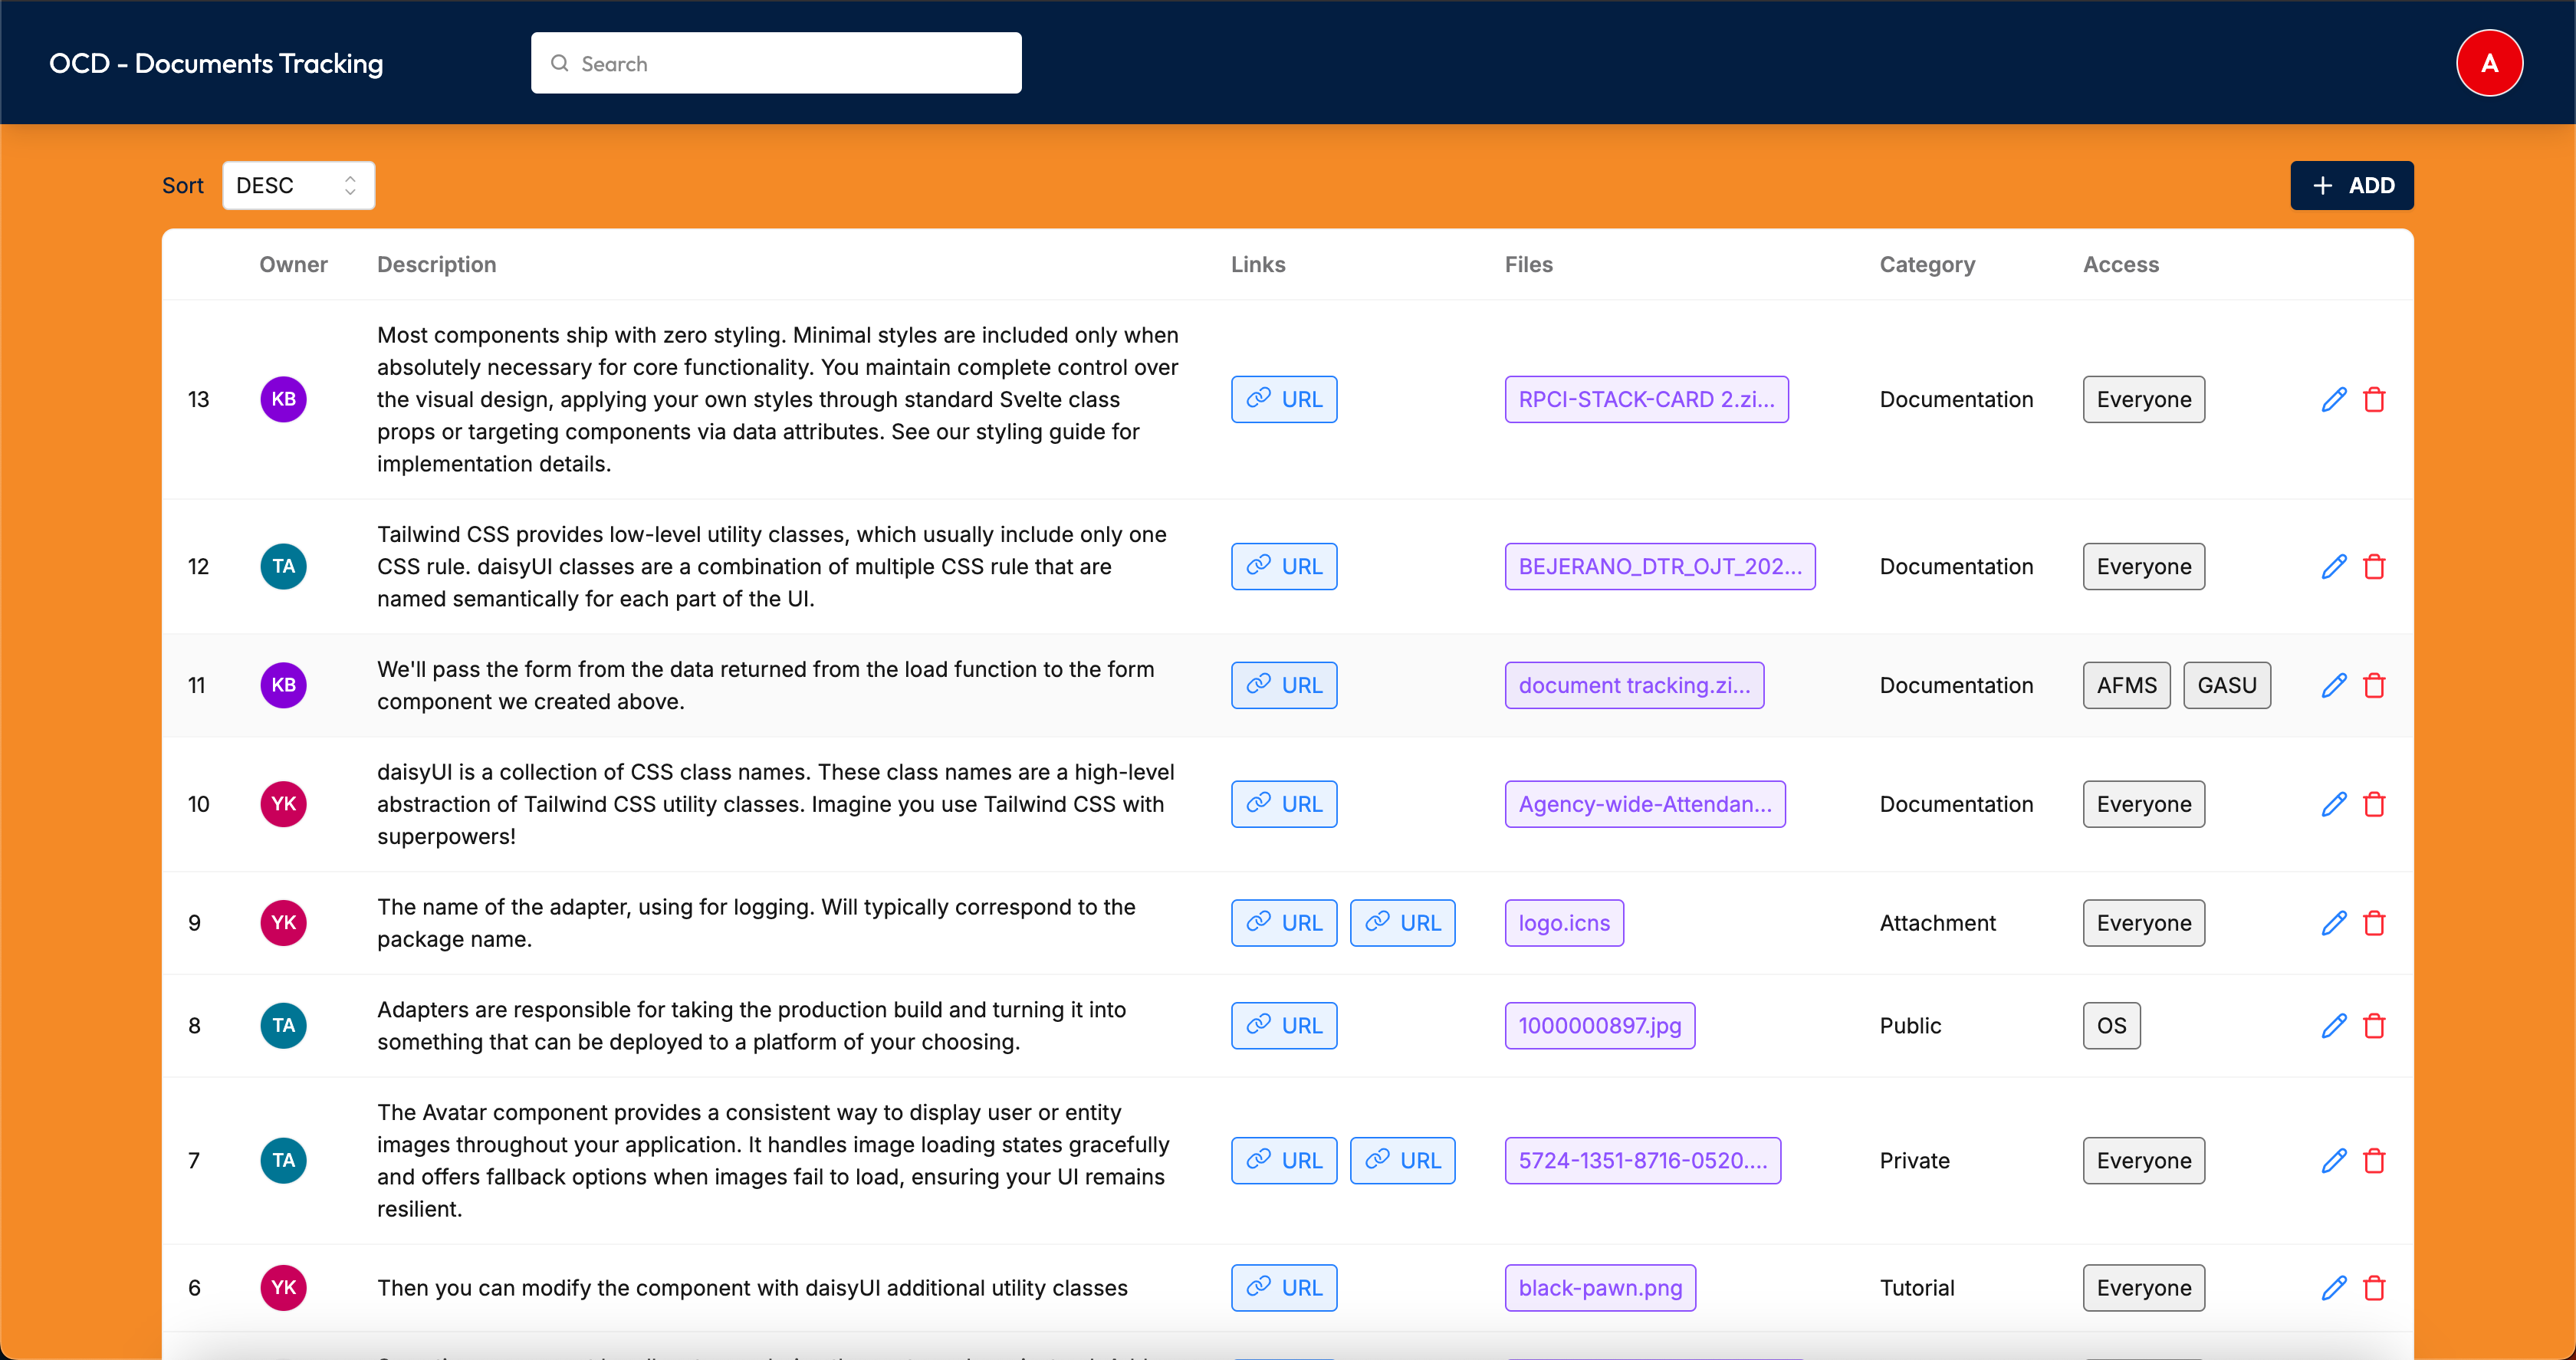 OCD - Documents Tracking
Search
A
Sort
DESC
ADD
Owner Description Links Files Category Access
Most components ship with zero styling. Minimal styles are included only when
absolutely necessary for core functionality. You maintain complete control over
13 KB the visual design, applying your own styles through standard Svelte class URL RPCI-STACK-CARD 2.zi... Documentation Everyone
props or targeting components via data attributes. See our styling guide for
implementation details.
Tailwind CSS provides low-level utility classes, which usually include only one
12 TA CSS rule. daisyUI classes are a combination of multiple CSS rule that are URL BEJERANO_DTR_OJT_202... Documentation Everyone
named semantically for each part of the UI.
We'll pass the form from the data returned from the load function to the form
11 KB URL document tracking.zi... Documentation AFMS GASU
component we created above.
daisyUI is a collection of CSS class names. These class names are a high-level
10 YK abstraction of Tailwind CSS utility classes. Imagine you use Tailwind CSS with URL Agency-wide-Attendan... Documentation Everyone
superpowers!
The name of the adapter, using for logging. Will typically correspond to the
9 YK URL URL logo.icns Attachment Everyone
package name.
Adapters are responsible for taking the production build and turning it into
8 TA URL 1000000897.jpg Public OS
something that can be deployed to a platform of your choosing.
The Avatar component provides a consistent way to display user or entity
images throughout your application. It handles image loading states gracefully
7 TA URL URL 5724-1351-8716-0520.... Private Everyone
and offers fallback options when images fail to load, ensuring your UI remains
resilient.
6 YK Then you can modify the component with daisyUI additional utility classes URL black-pawn.png Tutorial Everyone